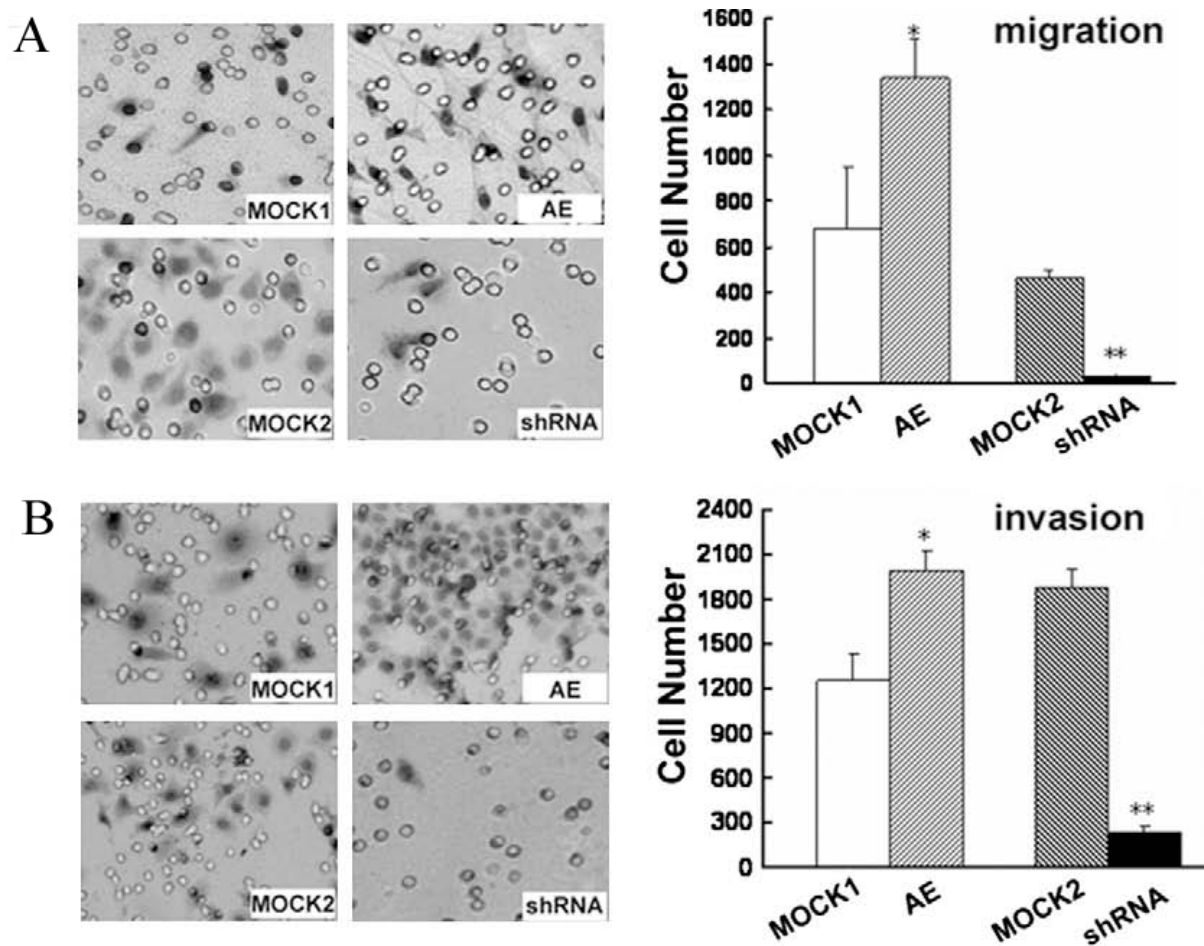 A
MOCK1
AE
MOCK2
shRNA
migration
Cell Number
1600
1400
1200
1000
800
600
400
200
0
*
**
MOCK1
AE
MOCK2
shRNA
B
MOCK1
AE
MOCK2
shRNA
invasion
Cell Number
2400
2100
1800
1500
1200
900
600
300
0
*
**
MOCK1
AE
MOCK2
shRNA